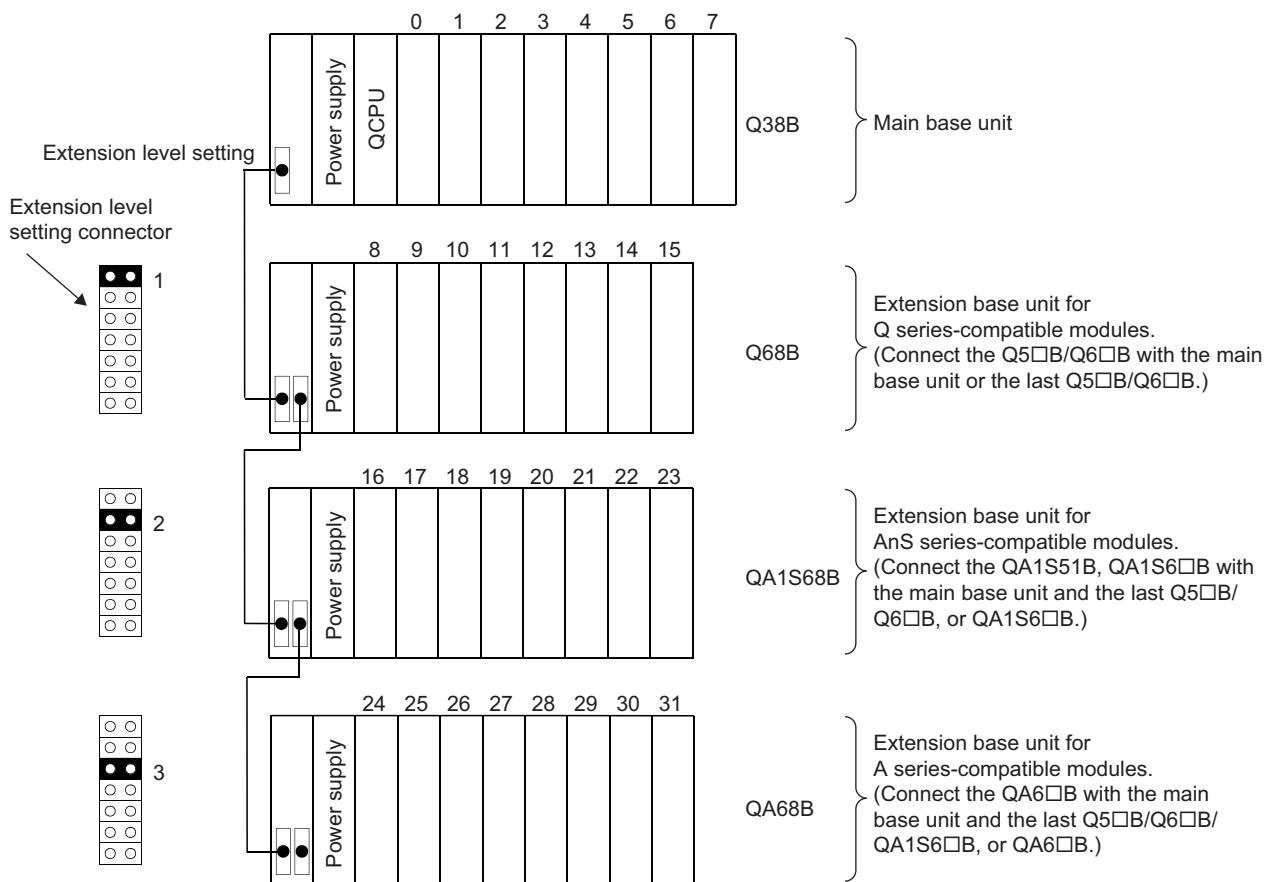 0 1 2 3 4 5 6 7
Power supply
QCPU
Q38B
Main base unit
Extension level setting
Extension level
setting connector
8 9 10 11 12 13 14 15
1
Power supply
Q68B
Extension base unit for
Q series-compatible modules.
(Connect the Q5□B/Q6□B with the main
base unit or the last Q5□B/Q6□B.)
16 17 18 19 20 21 22 23
2
Power supply
QA1S68B
Extension base unit for
AnS series-compatible modules.
(Connect the QA1S51B, QA1S6□B with
the main base unit and the last Q5□B/
Q6□B, or QA1S6□B.)
24 25 26 27 28 29 30 31
3
Power supply
QA68B
Extension base unit for
A series-compatible modules.
(Connect the QA6□B with the main
base unit and the last Q5□B/Q6□B/
QA1S6□B, or QA6□B.)